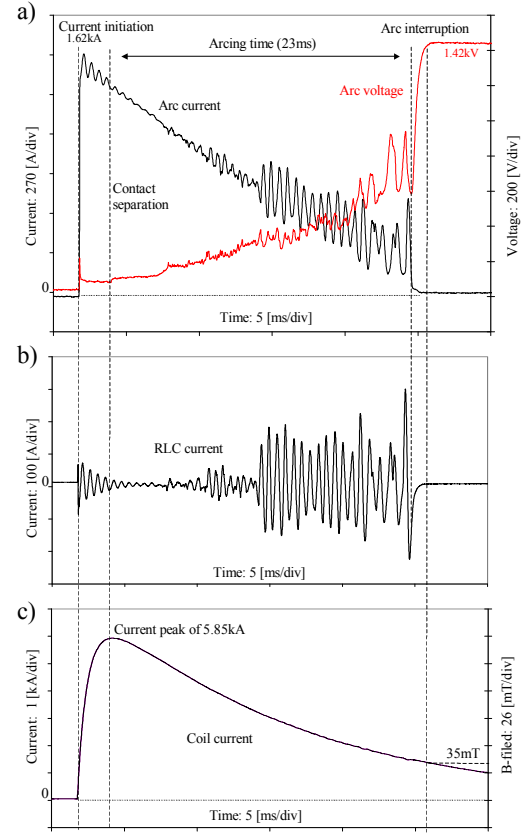 a)
Current initiation
1.62kA
Arcing time (23ms)
Arc interruption
1.42kV
Arc current
Arc voltage
Contact
separation
Current: 270 [A/div]
Voltage: 200 [V/div]
0
Time: 5 [ms/div]
b)
RLC current
Current: 100 [A/div]
0
Time: 5 [ms/div]
c)
Current peak of 5.85kA
Coil current
35mT
Current: 1 [kA/div]
B-filed: 26 [mT/div]
0
Time: 5 [ms/div]